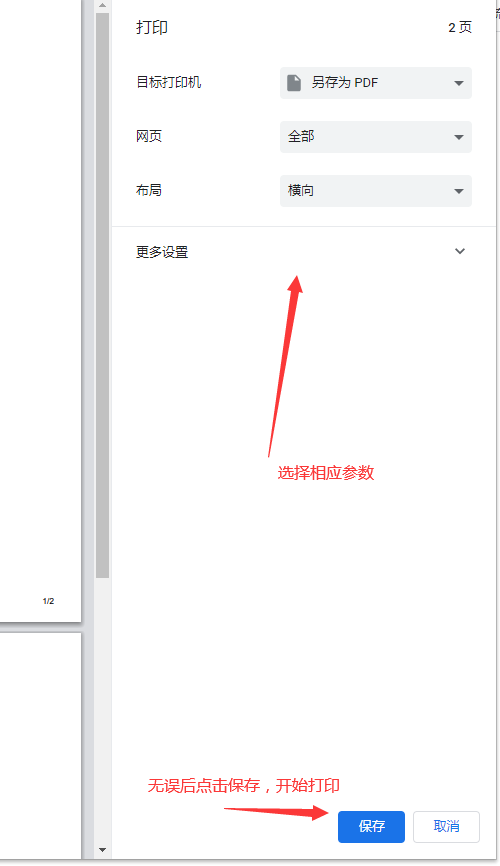 打印
2 页
目标打印机
另存为 PDF
网页
全部
布局
横向
更多设置
选择相应参数
1/2
无误后点击保存，开始打印
保存
取消